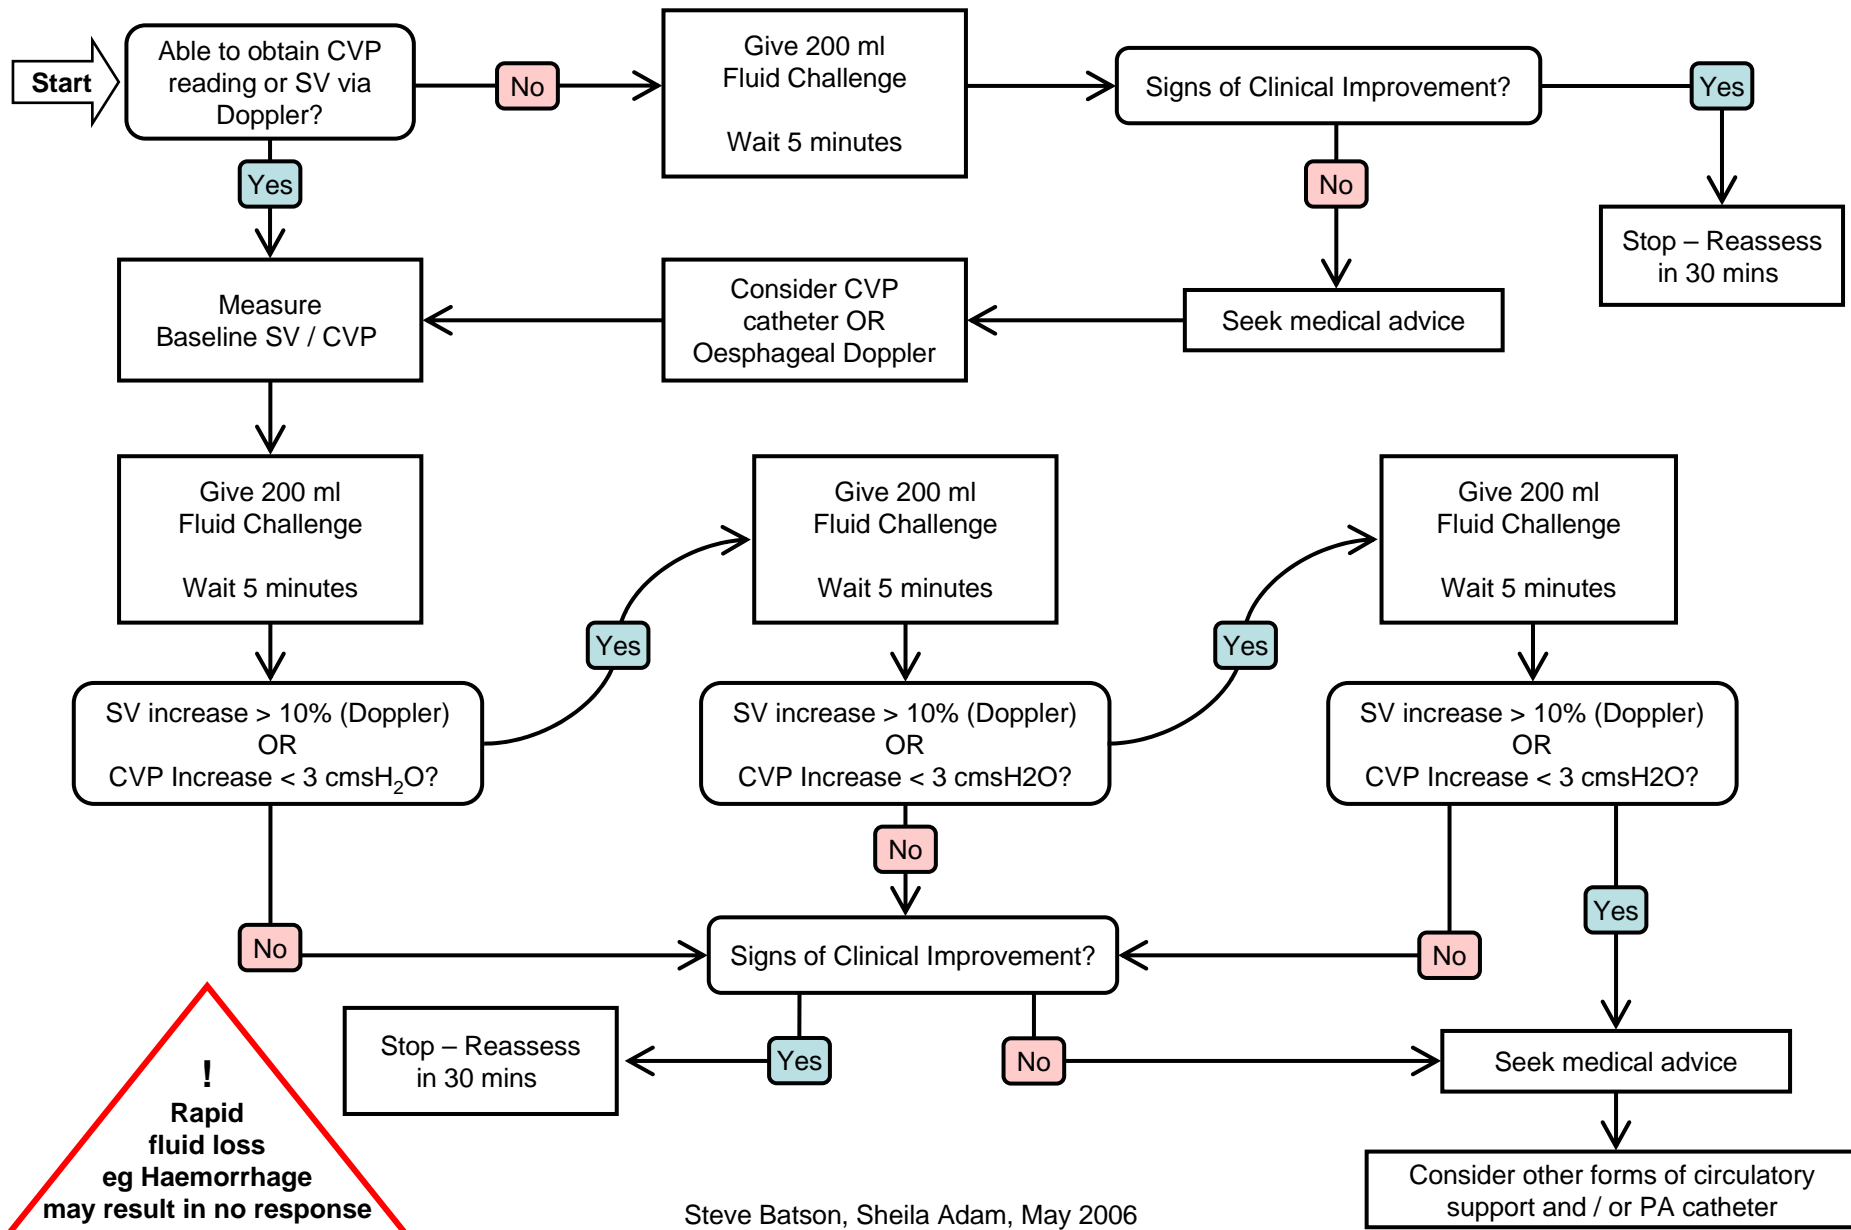 Start
Able to obtain CVP
reading or SV via
Doppler?
No
Give 200 ml
Fluid Challenge
Wait 5 minutes
Signs of Clinical Improvement?
Yes
Yes
No
Stop – Reassess
in 30 mins
Measure
Baseline SV / CVP
Consider CVP
catheter OR
Oesphageal Doppler
Seek medical advice
Give 200 ml
Fluid Challenge
Wait 5 minutes
Give 200 ml
Fluid Challenge
Wait 5 minutes
Give 200 ml
Fluid Challenge
Wait 5 minutes
Yes
Yes
SV increase > 10% (Doppler)
OR
CVP Increase < 3 cmsH₂O?
SV increase > 10% (Doppler)
OR
CVP Increase < 3 cmsH2O?
SV increase > 10% (Doppler)
OR
CVP Increase < 3 cmsH2O?
No
Yes
No
Signs of Clinical Improvement?
No
Stop – Reassess
in 30 mins
Yes
No
Seek medical advice
!
Rapid
fluid loss
eg Haemorrhage
may result in no response
Consider other forms of circulatory
support and / or PA catheter
Steve Batson, Sheila Adam, May 2006